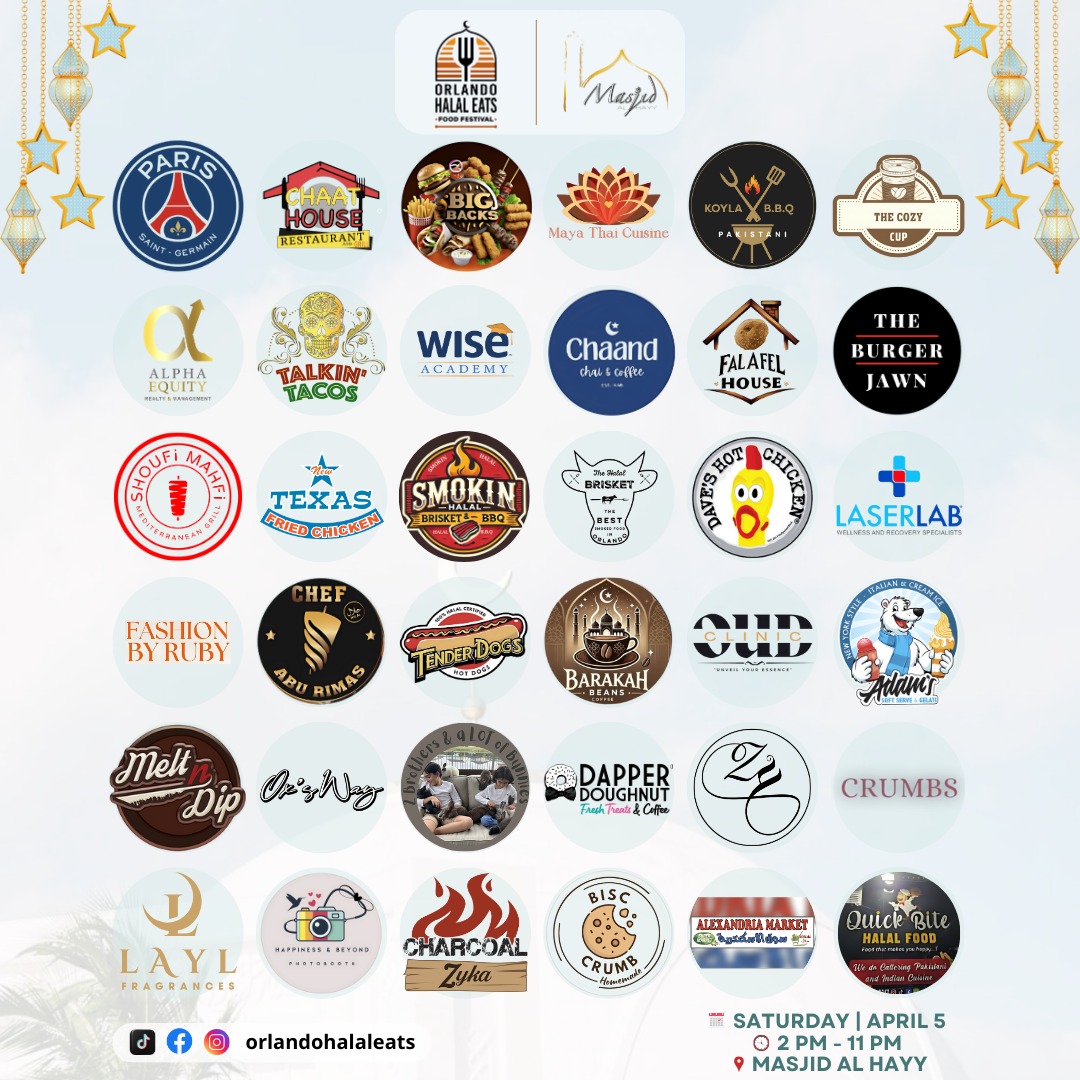 ORLANDO
HALAL EATS
- FOOD FESTIVAL -
Masjid
AL HAYY
PARIS
SAINT - GERMAIN
CHAAT
HOUSE
RESTAURANT
BIG
BACKS
Maya Thai Cuisine
KOYLA B.B.Q
PAKISTANI
THE COZY
CUP
ALPHA
EQUITY
REALTY & MANAGEMENT
TALKIN'
TACOS
WISE
ACADEMY
Chaand
chai & coffee
FALAFEL
HOUSE
THE
BURGER
JAWN
SHOUFi MAHFi
MEDITERRANEAN GRILL
New
TEXAS
FRIED CHICKEN
SMOKIN HALAL
SMOKIN
HALAL
BRISKET & BBQ
HALAL BBQ
The Halal
BRISKET
THE
BEST
SMOKED FOOD
IN
ORLANDO
DAVE'S HOT CHICKEN
LASERLAB
WELLNESS AND RECOVERY SPECIALISTS
FASHION
BY RUBY
CHEF
ABU RIMAS
100% HALAL CERTIFIED
TENDER DOGS
HOT DOGS
BARAKAH
BEANS
COFFEE
OUD
CLINIC
"UNVEIL YOUR ESSENCE"
NEW YORK STYLE - ITALIAN & CREAM ICE
Adam's
SOFT SERVE & GELATI
Melt n
Dip
Ox's Way
2 brothers & a lot of bunnies
DAPPER
DOUGHNUT
Fresh Treats & Coffee
CRUMBS
LAYL
FRAGRANCES
HAPPINESS & BEYOND
PHOTOBOOTH
CHARCOAL
Zyka
BISC
CRUMB
Homemade
ALEXANDRIA MARKET
Quick Bite
HALAL FOOD
Food that makes you happy...!
We do Catering Pakistani
and Indian Cuisine
orlandohalaleats
SATURDAY | APRIL 5
2 PM - 11 PM
MASJID AL HAYY